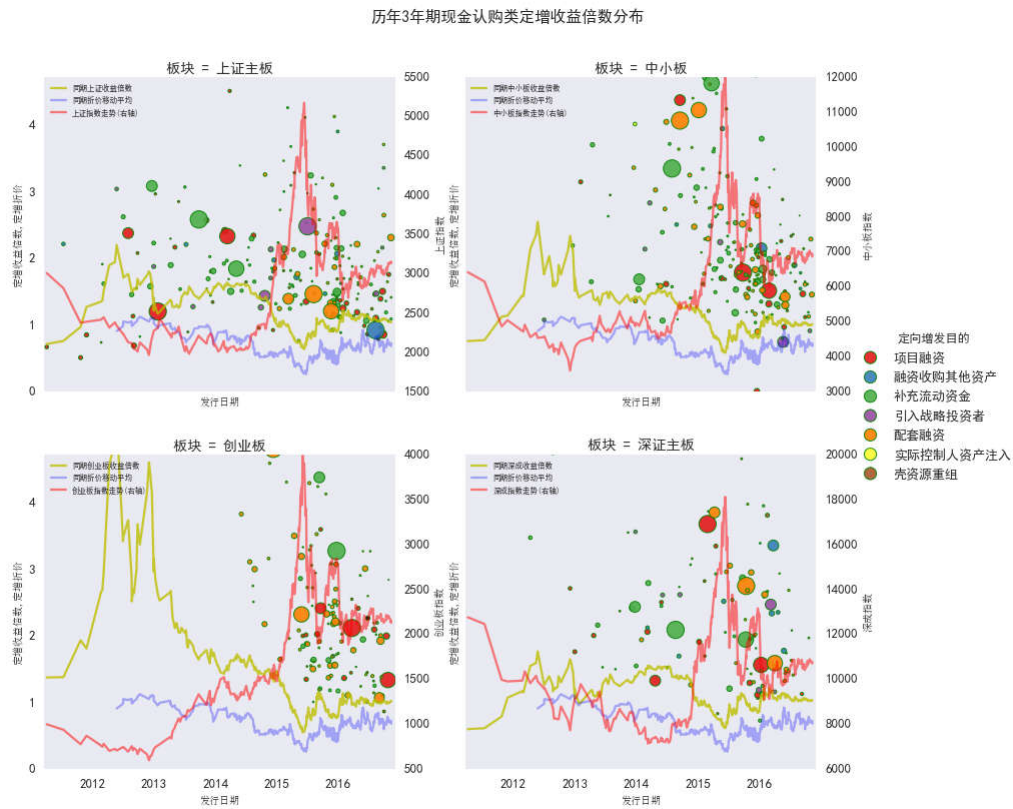 历年3年期现金认购类定增收益倍数分布
板块 = 上证主板
同期上证收益倍数
同期折价移动平均
上证指数走势(右轴)
定增收益倍数,定增折价
4
3
2
1
0
5500
5000
4500
4000
3500
3000
2500
2000
1500
上证指数
发行日期
板块 = 中小板
同期中小板收益倍数
同期折价移动平均
中小板指数走势(右轴)
定增收益倍数,定增折价
12000
11000
10000
9000
8000
7000
6000
5000
4000
3000
中小板指数
发行日期
定向增发目的
项目融资
融资收购其他资产
补充流动资金
引入战略投资者
配套融资
实际控制人资产注入
壳资源重组
板块 = 创业板
同期创业板收益倍数
同期折价移动平均
创业板指数走势(右轴)
定增收益倍数,定增折价
4
3
2
1
0
4000
3500
3000
2500
2000
1500
1000
500
创业板指数
2012 2013 2014 2015 2016
发行日期
板块 = 深证主板
同期深成收益倍数
同期折价移动平均
深成指数走势(右轴)
定增收益倍数,定增折价
20000
18000
16000
14000
12000
10000
8000
6000
深成指数
2012 2013 2014 2015 2016
发行日期